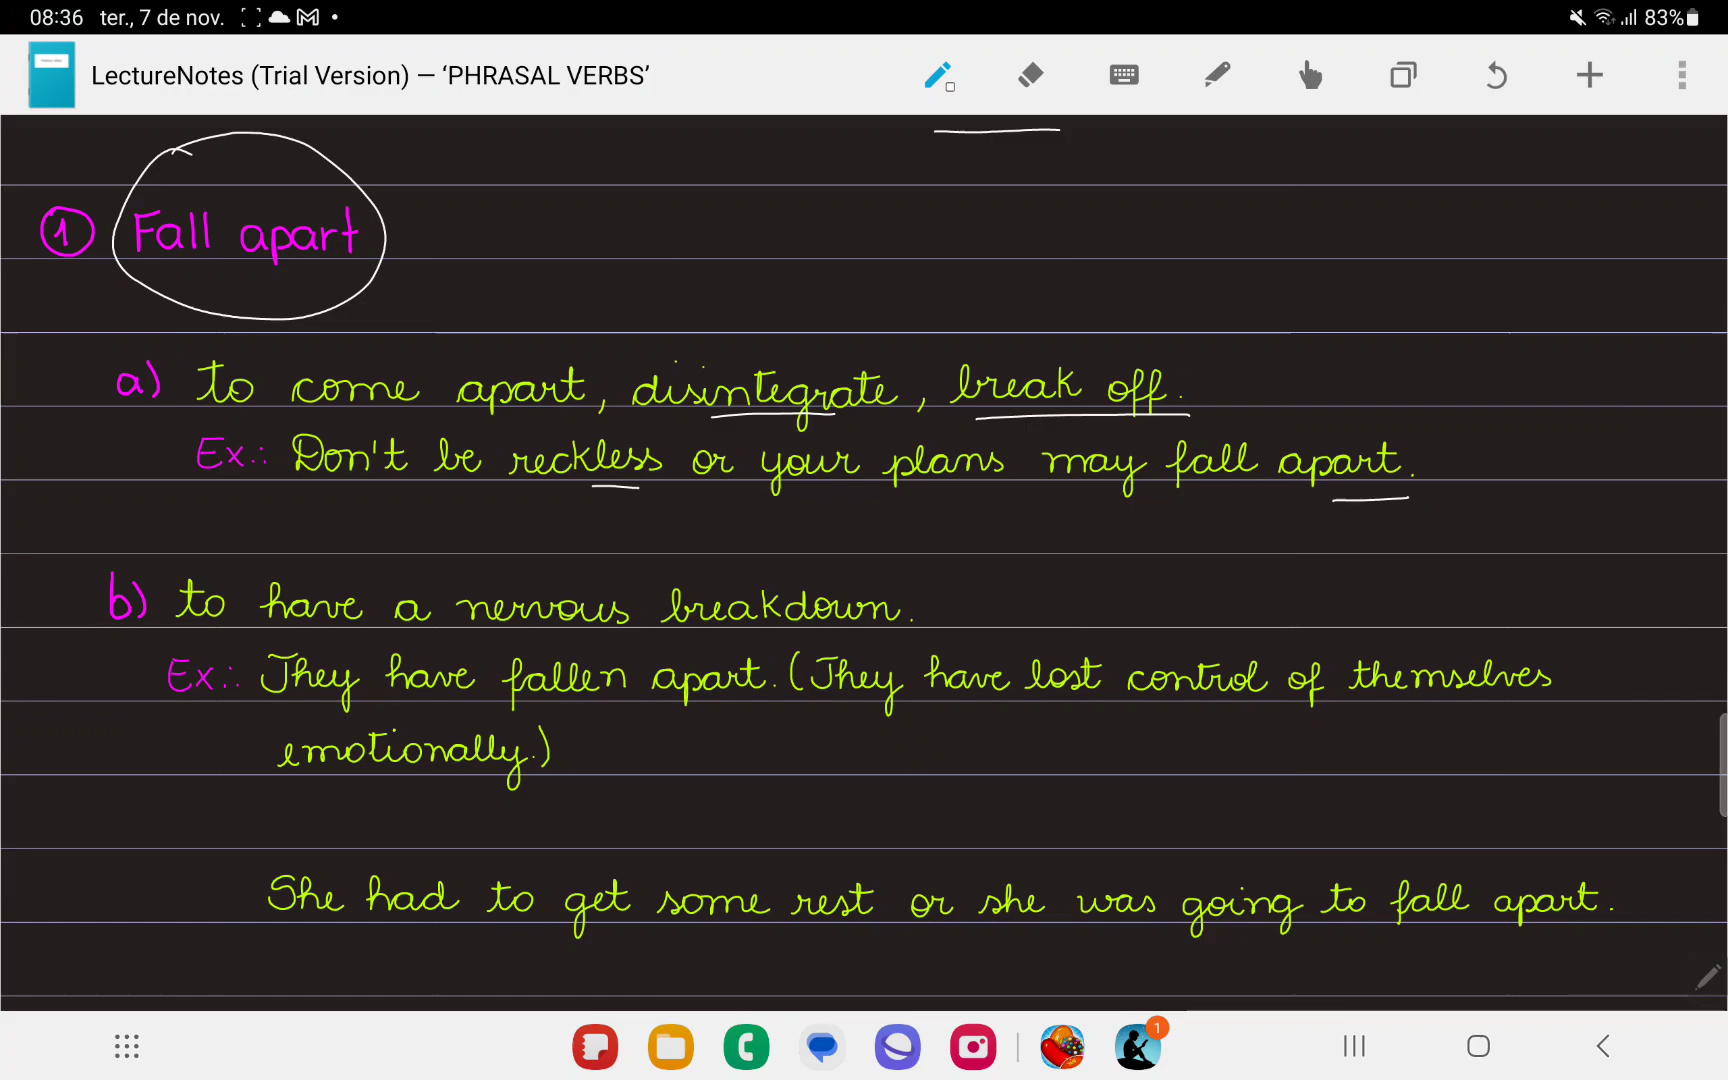 08:36 ter., 7 de nov. 83%
LectureNotes (Trial Version) – ‘PHRASAL VERBS’
1 Fall apart
a) to come apart, disintegrate, break off.
Ex.: Don't be reckless or your plans may fall apart.
b) to have a nervous breakdown.
Ex.: They have fallen apart. (They have lost control of themselves
emotionally.)
She had to get some rest or she was going to fall apart.
1